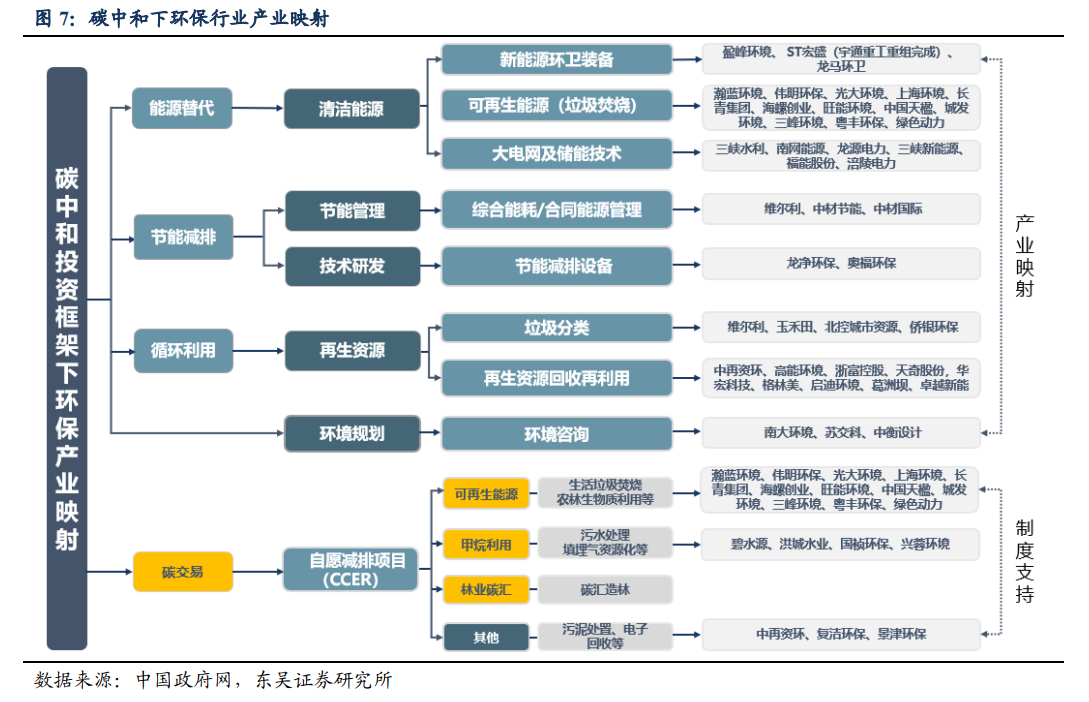 图 7：碳中和下环保行业产业映射
碳中和投资框架下环保产业映射
能源替代
清洁能源
新能源环卫装备
盈峰环境、 ST宏盛（宇通重工重组完成）、
龙马环卫
可再生能源（垃圾焚烧）
瀚蓝环境、伟明环保、光大环境、上海环境、长
青集团、海螺创业、旺能环境、中国天楹、城发
环境、三峰环境、粤丰环保、绿色动力
大电网及储能技术
三峡水利、南网能源、龙源电力、三峡新能源、
福能股份、涪陵电力
节能减排
节能管理
综合能耗/合同能源管理
维尔利、中材节能、中材国际
技术研发
节能减排设备
龙净环保、奥福环保
循环利用
再生资源
垃圾分类
维尔利、玉禾田、北控城市资源、侨银环保
再生资源回收再利用
中再资环、高能环境、浙富控股、天奇股份，华
宏科技、格林美、启迪环境、葛洲坝、卓越新能
环境规划
环境咨询
南大环境、苏交科、中衡设计
产业映射
碳交易
自愿减排项目
（CCER）
可再生能源
生活垃圾焚烧
农林生物质利用等
瀚蓝环境、伟明环保、光大环境、上海环境、长
青集团、海螺创业、旺能环境、中国天楹、城发
环境、三峰环境、粤丰环保、绿色动力
甲烷利用
污水处理
填埋气资源化等
碧水源、洪城水业、国祯环保、兴蓉环境
林业碳汇
碳汇造林
其他
污泥处置、电子
回收等
中再资环、复洁环保、景津环保
制度支持
数据来源：中国政府网，东吴证券研究所